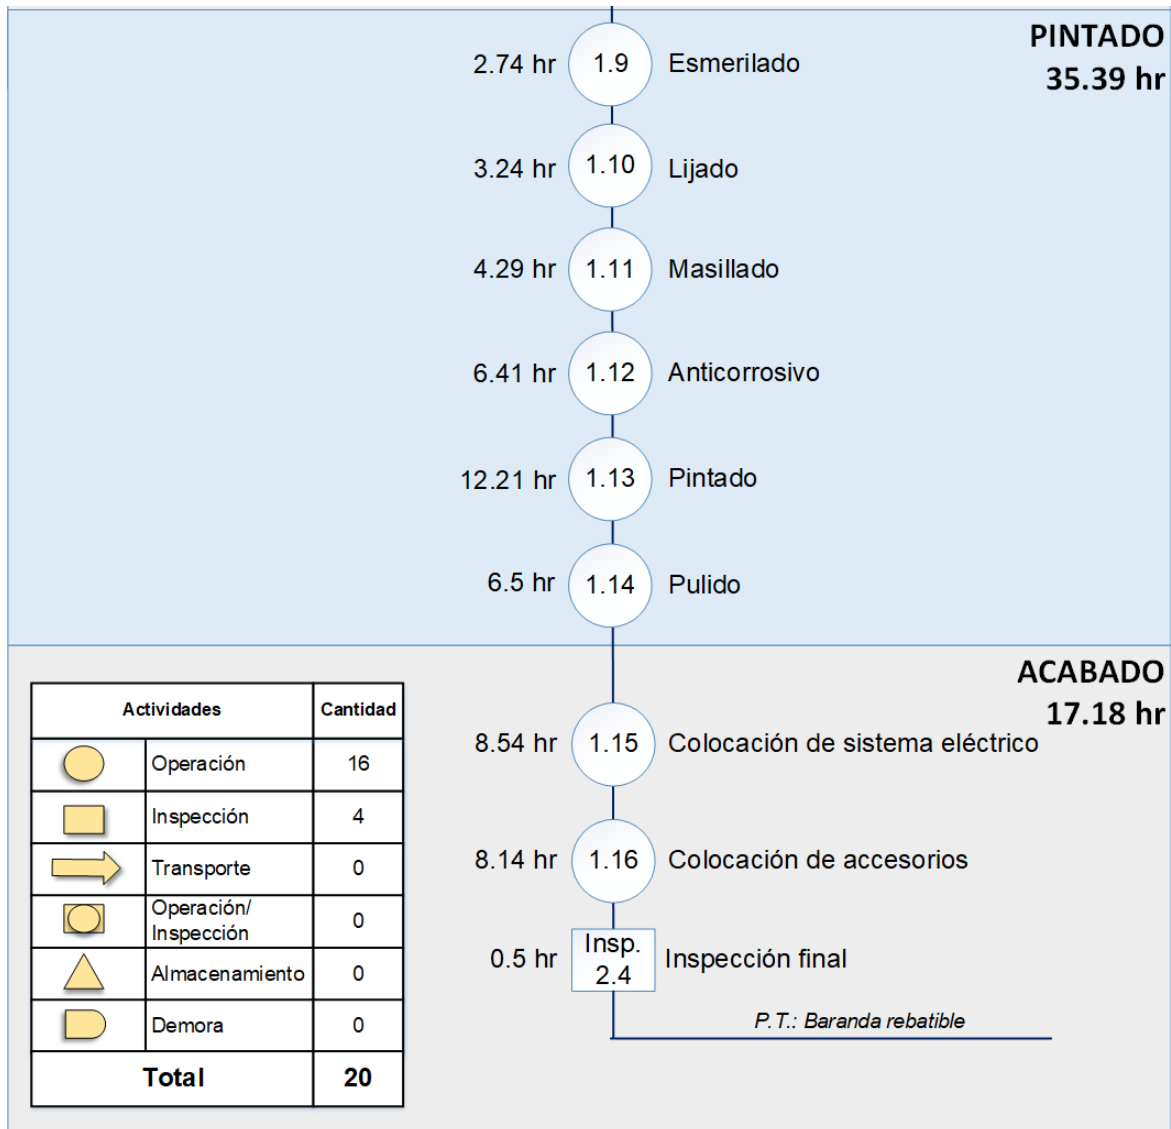 PINTADO
35.39 hr
2.74 hr 1.9 Esmerilado
3.24 hr 1.10 Lijado
4.29 hr 1.11 Masillado
6.41 hr 1.12 Anticorrosivo
12.21 hr 1.13 Pintado
6.5 hr 1.14 Pulido
ACABADO
17.18 hr
8.54 hr 1.15 Colocación de sistema eléctrico
8.14 hr 1.16 Colocación de accesorios
0.5 hr Insp. 2.4 Inspección final
P.T.: Baranda rebatible
Actividades Cantidad
Operación 16
Inspección 4
Transporte 0
Operación/
Inspección 0
Almacenamiento 0
Demora 0
Total 20